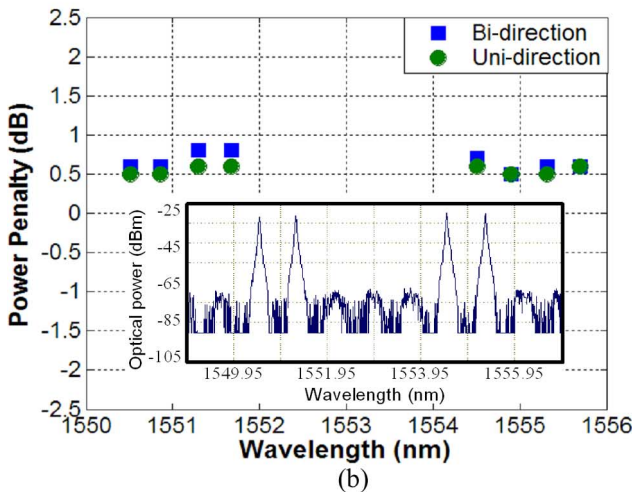 2.5
2
1.5
1
0.5
0
-0.5
-1
-1.5
-2
-2.5
Power Penalty (dB)
Bi-direction
Uni-direction
-25
-45
-65
-85
-105
Optical power (dBm)
1549.95 1551.95 1553.95 1555.95
Wavelength (nm)
1550 1551 1552 1553 1554 1555 1556
Wavelength (nm)
(b)